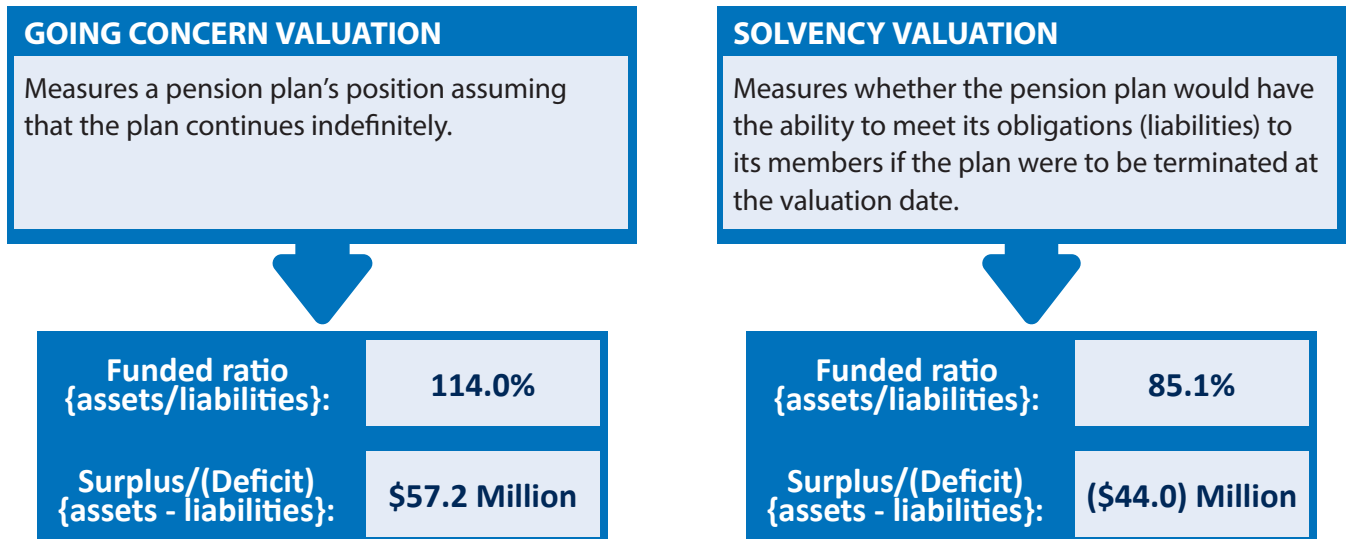 GOING CONCERN VALUATION
Measures a pension plan’s position assuming
that the plan continues indefinitely.
Funded ratio
{assets/liabilities}:
114.0%
Surplus/(Deficit)
{assets - liabilities}:
$57.2 Million
SOLVENCY VALUATION
Measures whether the pension plan would have
the ability to meet its obligations (liabilities) to
its members if the plan were to be terminated at
the valuation date.
Funded ratio
{assets/liabilities}:
85.1%
Surplus/(Deficit)
{assets - liabilities}:
($44.0) Million